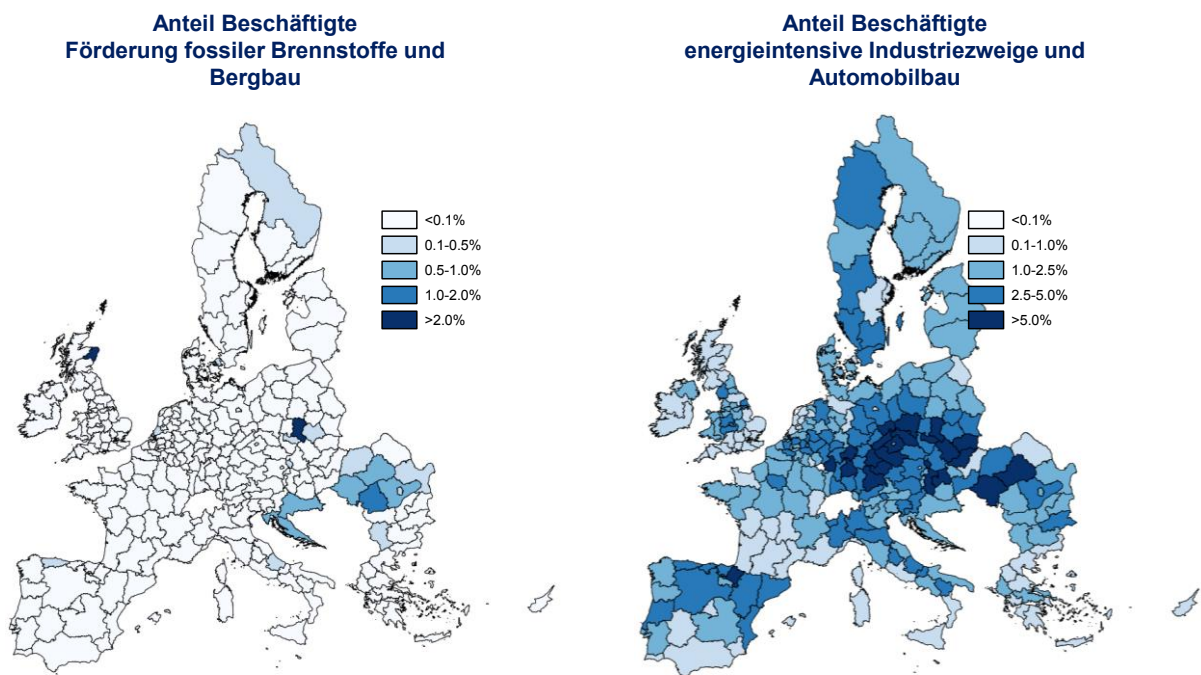 Anteil Beschäftigte
Förderung fossiler Brennstoffe und
Bergbau
<0.1%
0.1-0.5%
0.5-1.0%
1.0-2.0%
>2.0%
Anteil Beschäftigte
energieintensive Industriezweige und
Automobilbau
<0.1%
0.1-1.0%
1.0-2.5%
2.5-5.0%
>5.0%